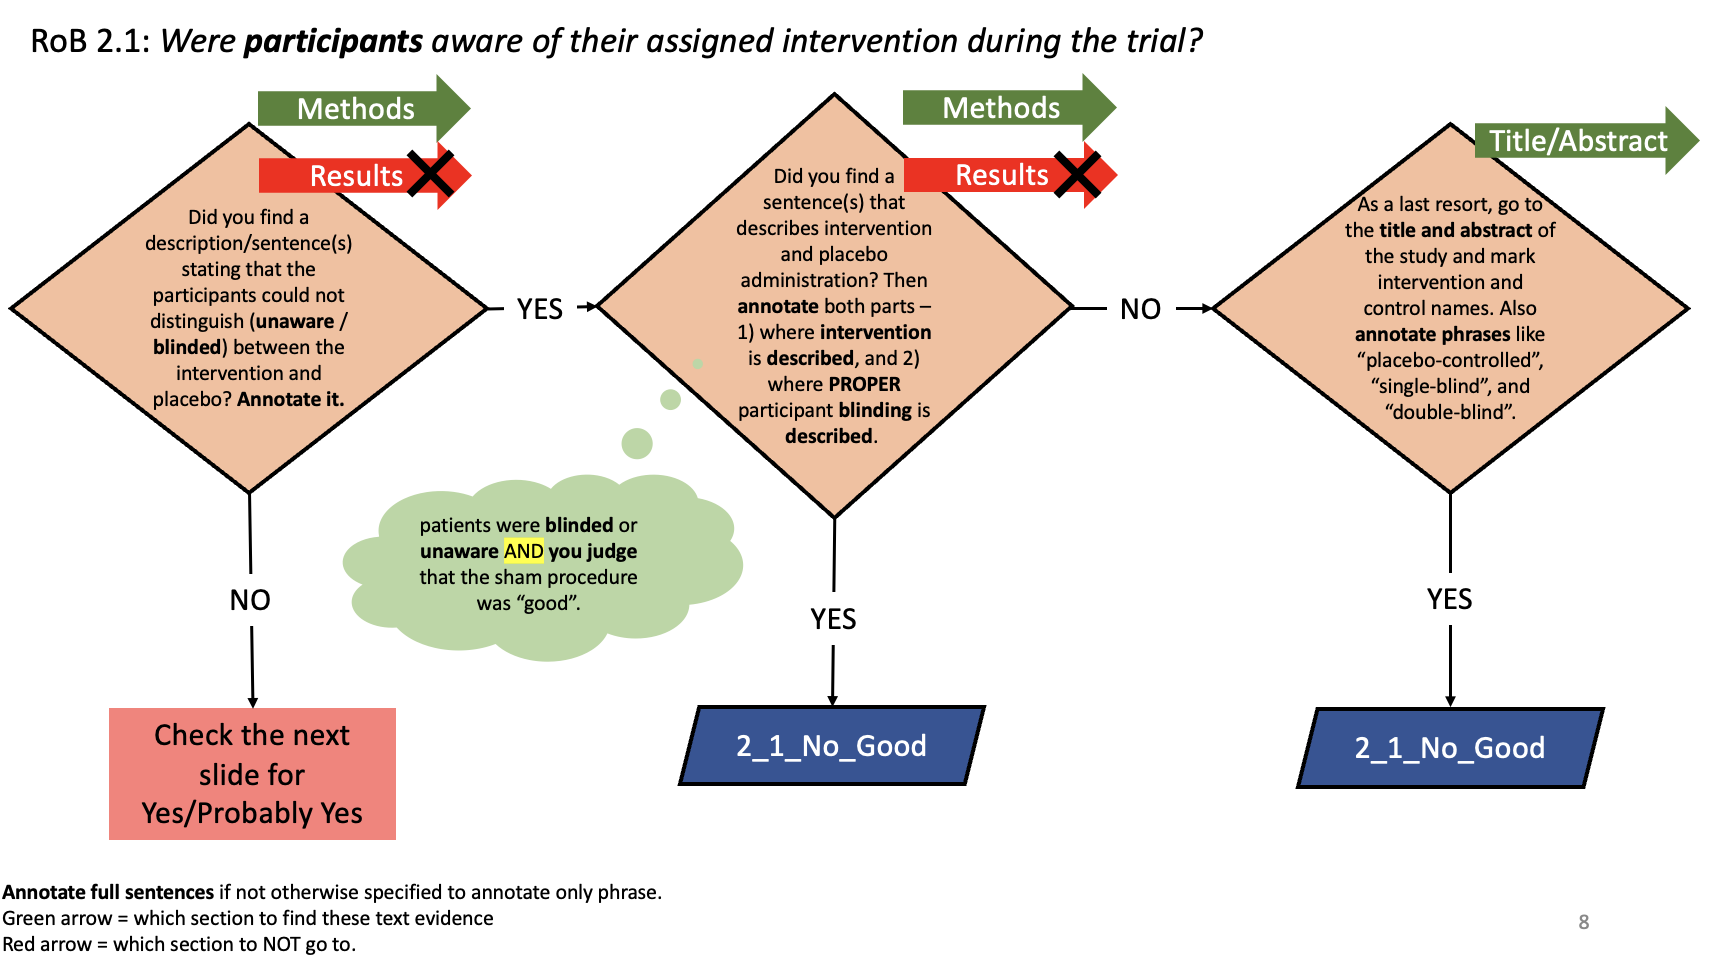 RoB 2.1: Were participants aware of their assigned intervention during the trial?
Methods
Results
Did you find a
description/sentence(s)
stating that the
participants could not
distinguish (unaware /
blinded) between the
intervention and
placebo? Annotate it.
YES
NO
Check the next
slide for
Yes/Probably Yes
Methods
Results
Did you find a
sentence(s) that
describes intervention
and placebo
administration? Then
annotate both parts –
1) where intervention
is described, and 2)
where PROPER
participant blinding is
described.
patients were blinded or
unaware AND you judge
that the sham procedure
was “good”.
YES
2_1_No_Good
NO
Title/Abstract
As a last resort, go to
the title and abstract of
the study and mark
intervention and
control names. Also
annotate phrases like
“placebo-controlled”,
“single-blind”, and
“double-blind”.
YES
2_1_No_Good
Annotate full sentences if not otherwise specified to annotate only phrase.
Green arrow = which section to find these text evidence
Red arrow = which section to NOT go to.
8